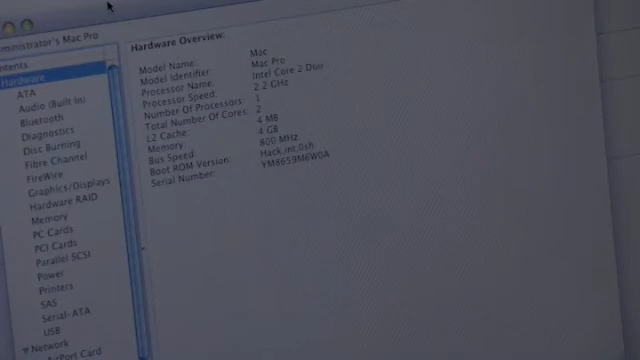 ministrator's Mac Pro
ntents
Hardware
ATA
Audio (Built In)
Bluetooth
Diagnostics
Disc Burning
Fibre Channel
FireWire
Graphics/Displays
Hardware RAID
Memory
PC Cards
PCI Cards
Parallel SCSI
Power
Printers
SAS
Serial-ATA
USB
Network
AirPort Card
Hardware Overview:
Model Name: Mac
Model Identifier: Mac Pro
Processor Name: Intel Core 2 Duo
Processor Speed: 2.2 GHz
Number Of Processors: 1
Total Number Of Cores: 2
L2 Cache: 4 MB
Memory: 4 GB
Bus Speed: 800 MHz
Boot ROM Version: Hack.int.0sh
Serial Number: YM8659M6W0A